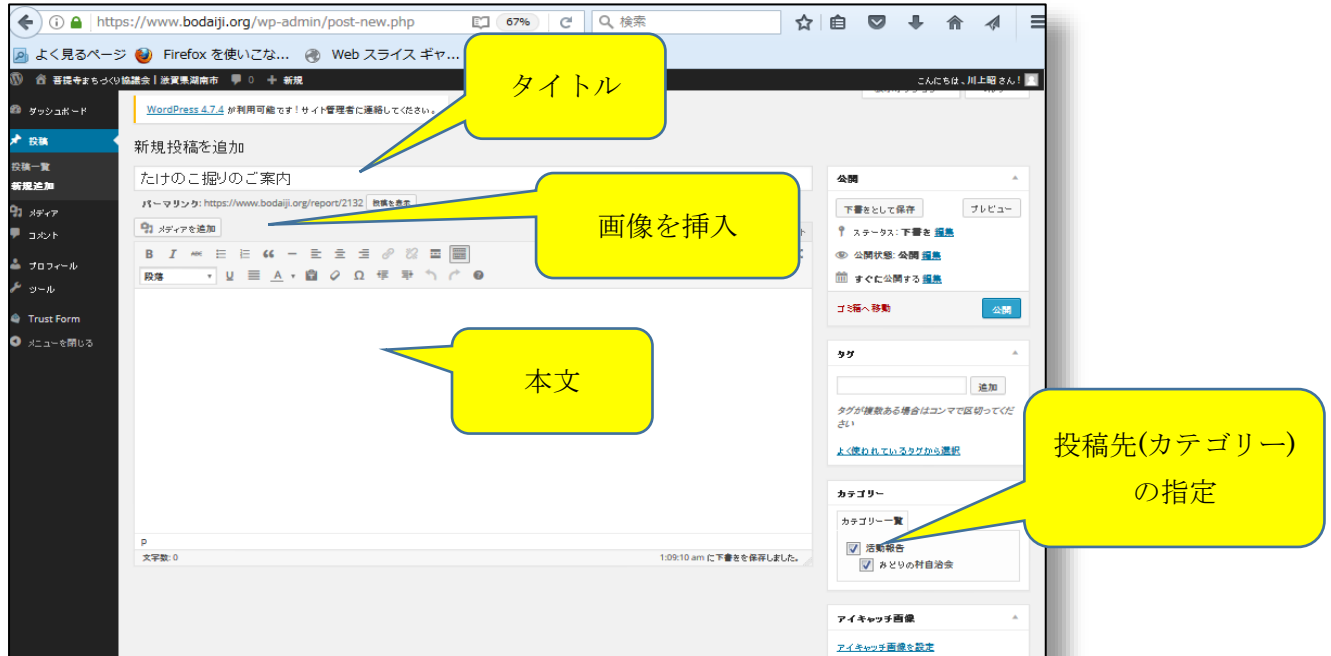 https://www.bodaiji.org/wp-admin/post-new.php
67%
検索
よく見るページ
Firefox を使いこな...
Web スライス ギャ...
菩提寺まちづくり協議会 | 滋賀県湖南市
0
新規
こんにちは、川上昭 さん!
ダッシュボード
投稿
投稿一覧
新規追加
メディア
コメント
プロフィール
ツール
Trust Form
メニューを閉じる
WordPress 4.7.4 が利用可能です ! サイト管理者に連絡してください。
新規投稿を追加
たけのこ掘りのご案内
パーマリンク: https://www.bodaiji.org/report/2132
投稿を表示
メディアを追加
段落
p
文字数: 0
1:09:10 am に下書きを保存しました。
タイトル
画像を挿入
本文
投稿先(カテゴリー)
の指定
公開
下書きとして保存
プレビュー
ステータス: 下書き 編集
公開状態: 公開 編集
すぐに公開する 編集
ゴミ箱へ移動
公開
タグ
追加
タグが複数ある場合はコンマで区切ってくだ
さい
よく使われているタグから選択
カテゴリー
カテゴリー一覧
活動報告
みどりの村自治会
アイキャッチ画像
アイキャッチ画像を設定